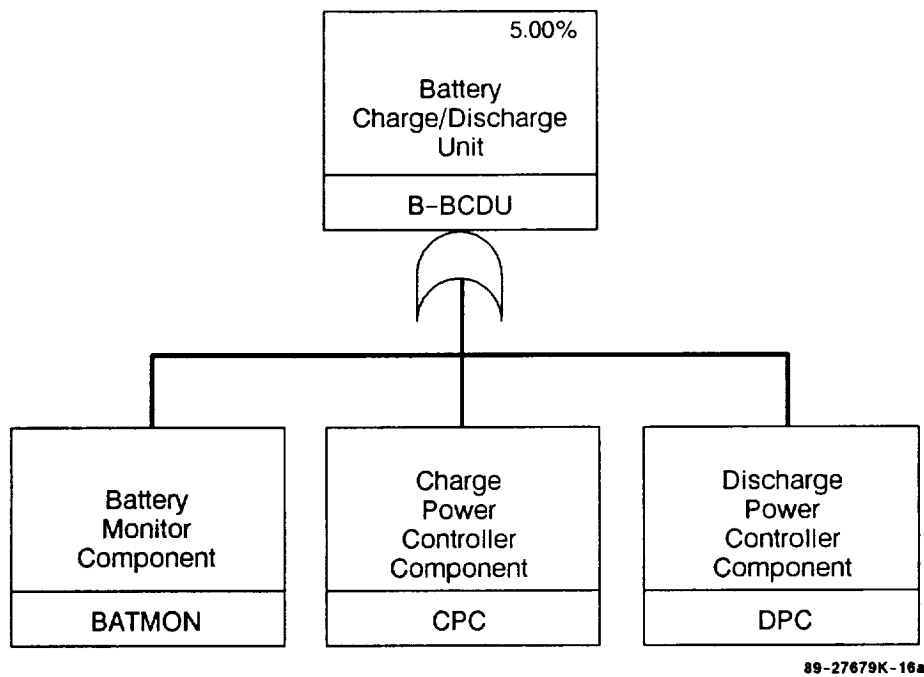 5.00%
Battery
Charge/Discharge
Unit
B-BCDU
Battery
Monitor
Component
BATMON
Charge
Power
Controller
Component
CPC
Discharge
Power
Controller
Component
DPC
89-27679K-16a